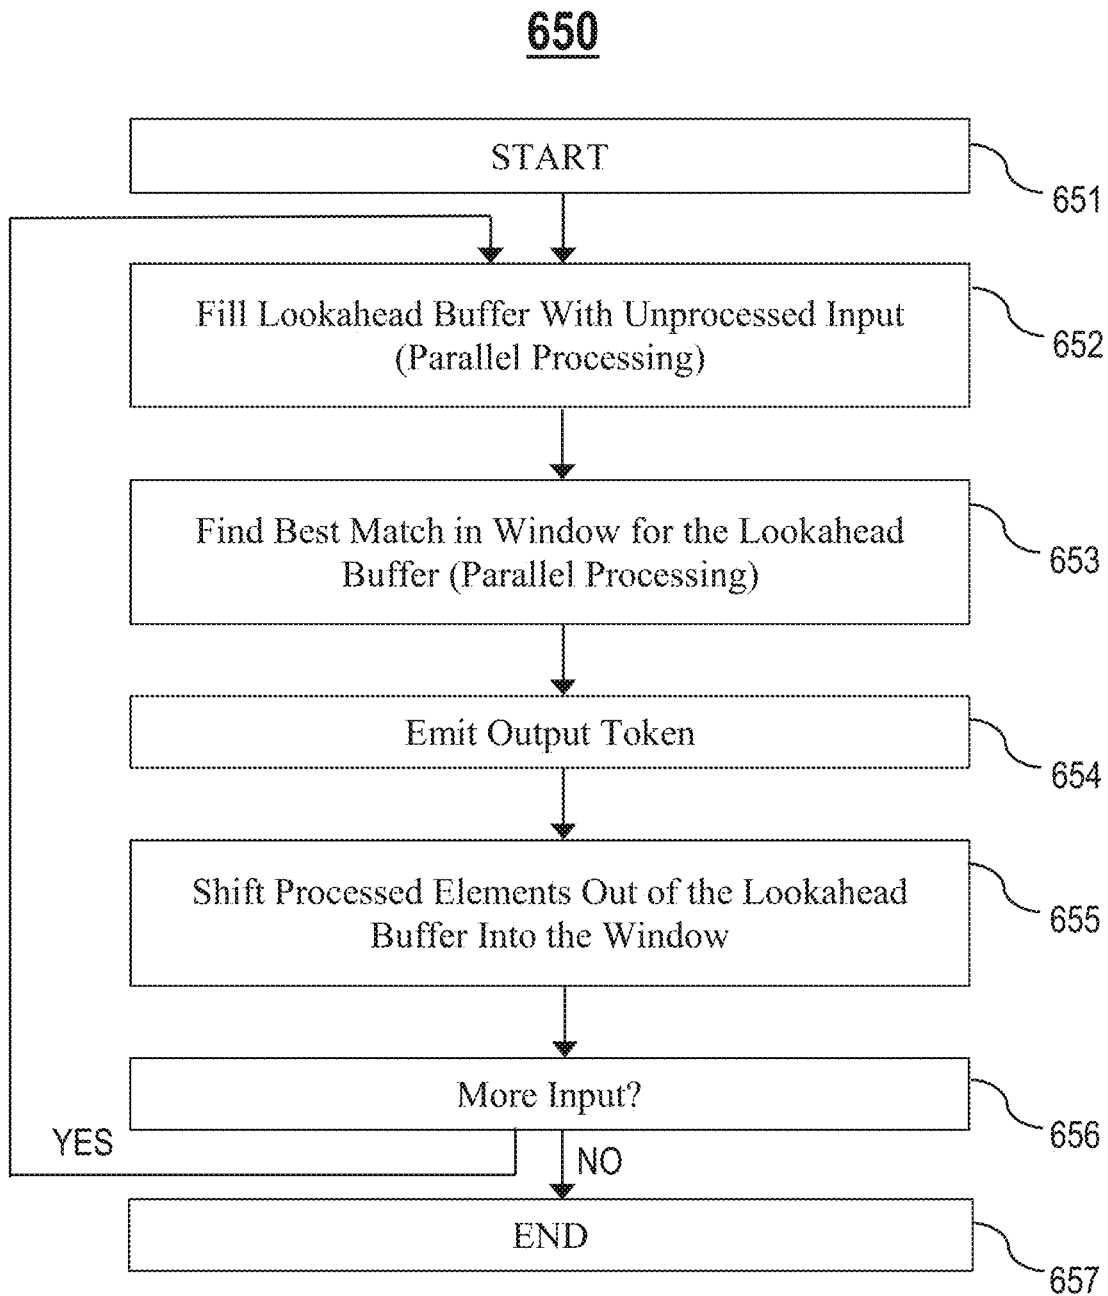 650
START
651
Fill Lookahead Buffer With Unprocessed Input
(Parallel Processing)
652
Find Best Match in Window for the Lookahead
Buffer (Parallel Processing)
653
Emit Output Token
654
Shift Processed Elements Out of the Lookahead
Buffer Into the Window
655
More Input?
656
YES
NO
END
657